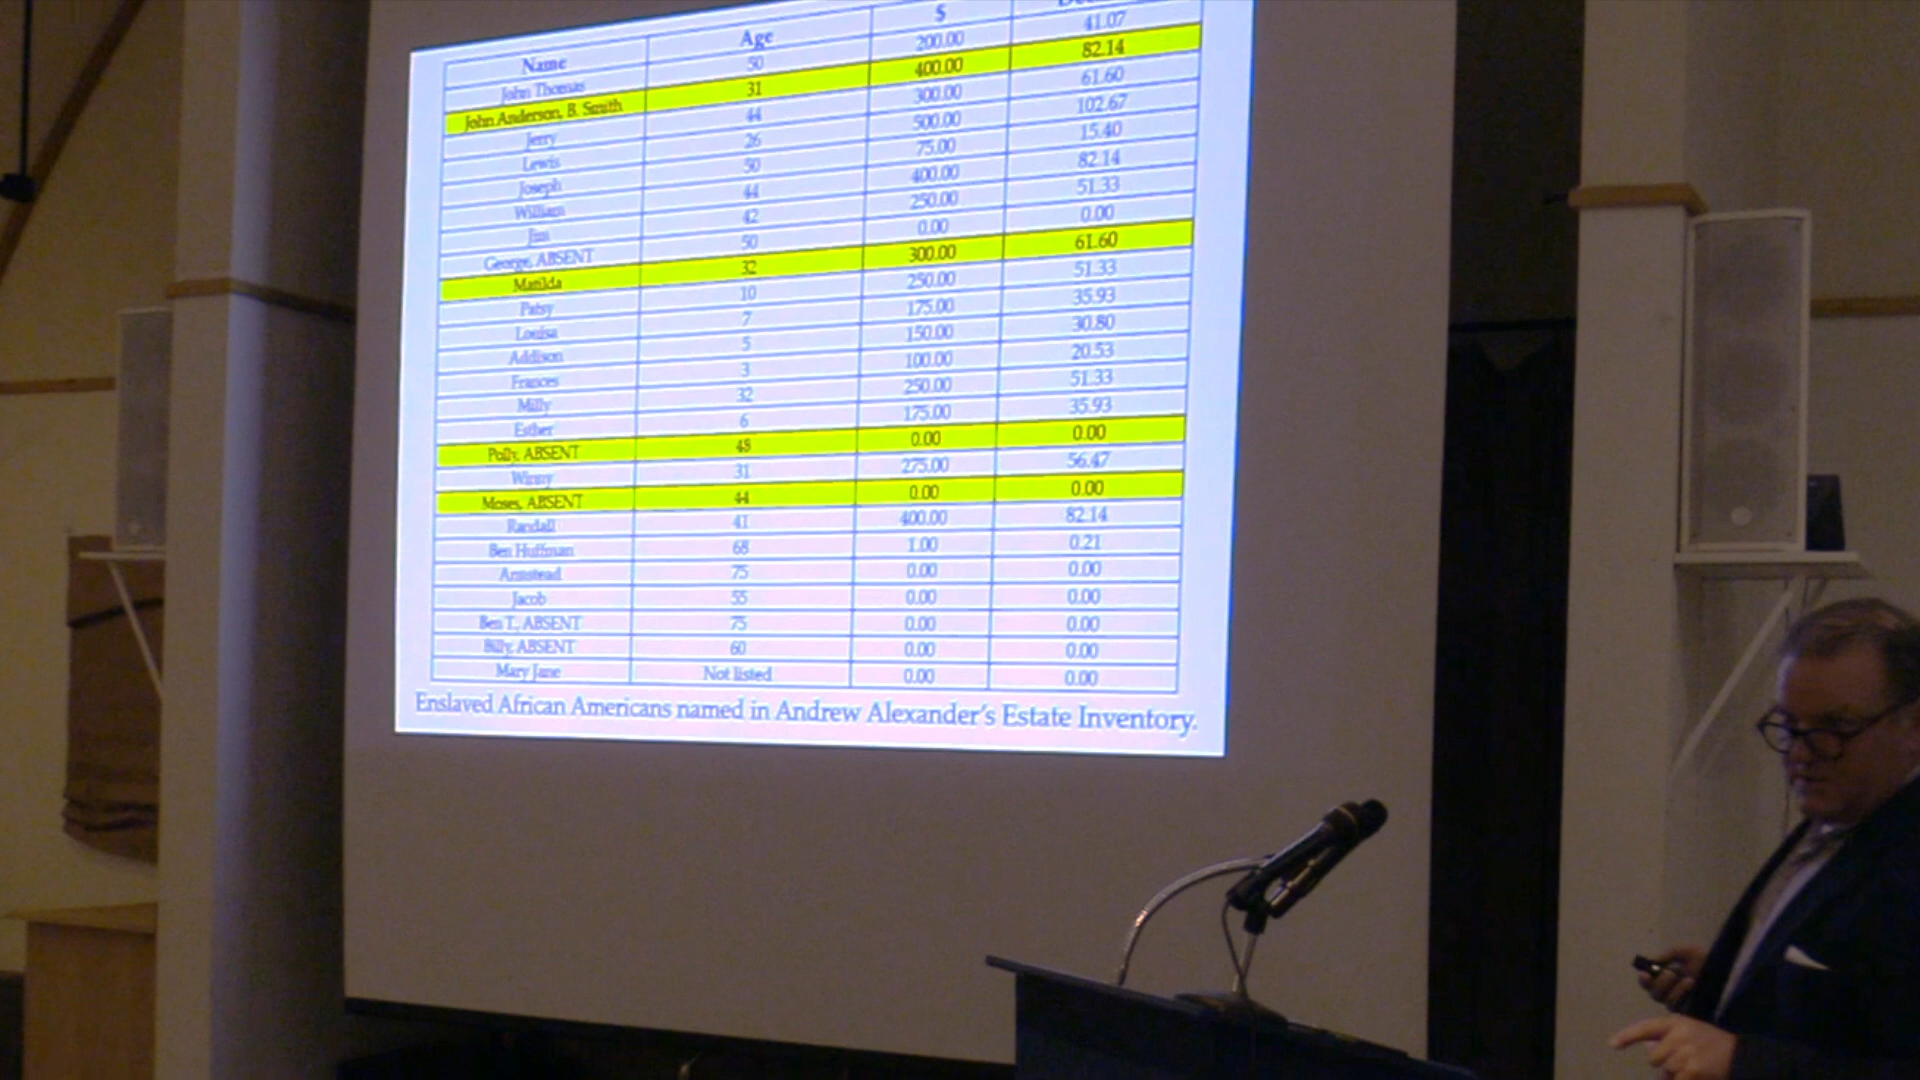 Name Age $
John Thomas 50 200.00 41.07
John Anderson, B. Smith 31 400.00 82.14
Jerry 44 300.00 61.60
Lewis 26 500.00 102.67
Joseph 50 75.00 15.40
William 44 400.00 82.14
Jim 42 250.00 51.33
George, ABSENT 50 0.00 0.00
Matilda 32 300.00 61.60
Patsy 10 250.00 51.33
Louisa 7 175.00 35.93
Addison 5 150.00 30.80
Frances 3 100.00 20.53
Milly 32 250.00 51.33
Esther 6 175.00 35.93
Polly, ABSENT 48 0.00 0.00
Winny 31 275.00 56.47
Moses, ABSENT 44 0.00 0.00
Randall 41 400.00 82.14
Ben Huffman 68 1.00 0.21
Armstead 75 0.00 0.00
Jacob 55 0.00 0.00
Ben T., ABSENT 75 0.00 0.00
Billy, ABSENT 60 0.00 0.00
Mary Jane Not listed 0.00 0.00
Enslaved African Americans named in Andrew Alexander's Estate Inventory.